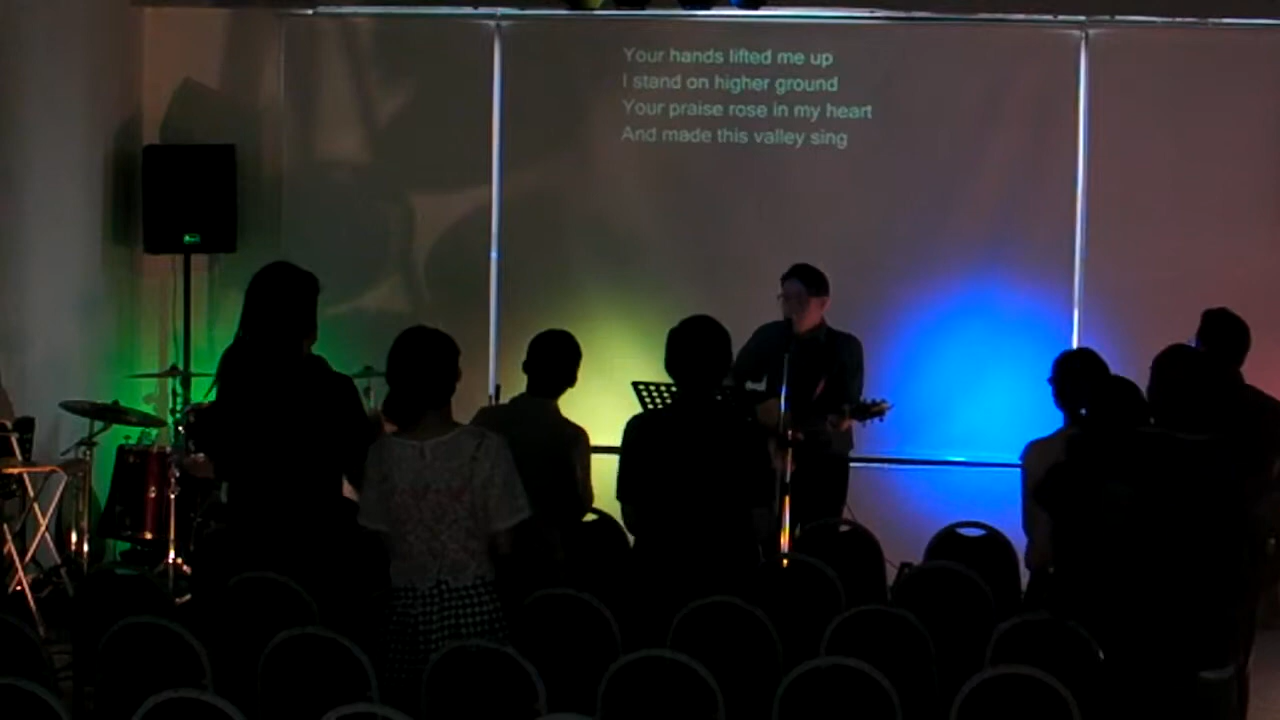 Your hands lifted me up
I stand on higher ground
Your praise rose in my heart
And made this valley sing